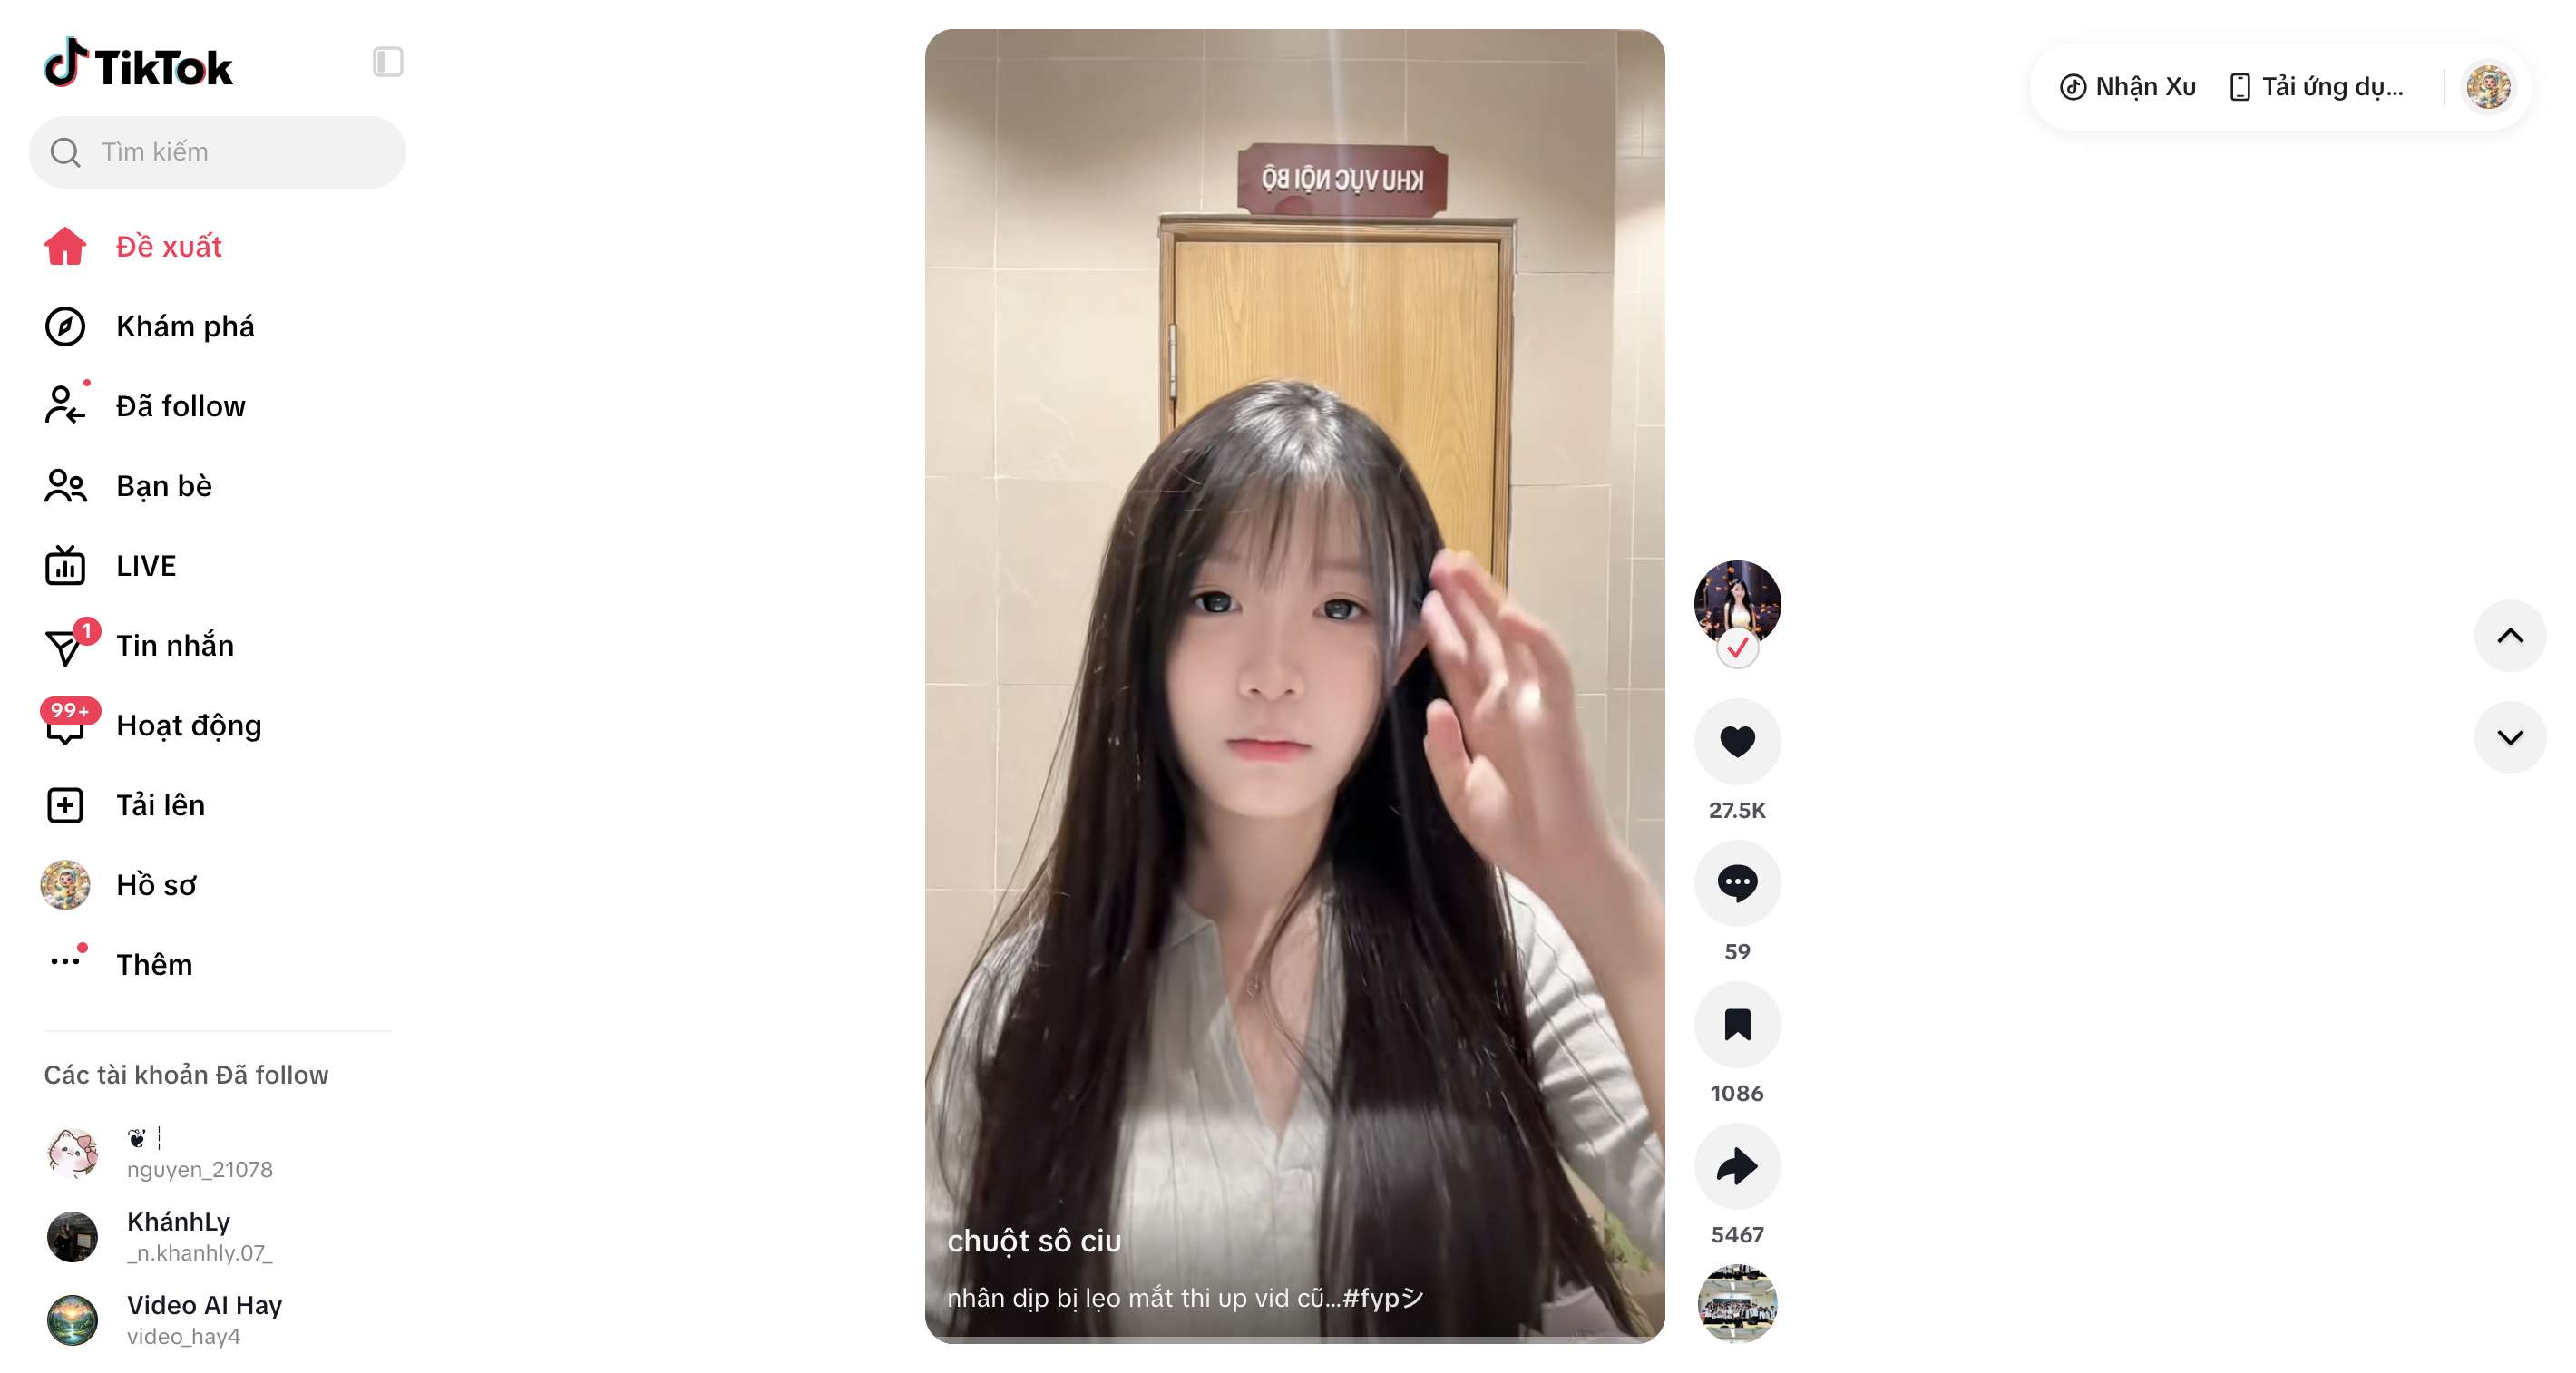 TikTok
Tìm kiếm
Đề xuất
Khám phá
Đã follow
Bạn bè
LIVE
1
Tin nhắn
99+
Hoạt động
Tải lên
Hồ sơ
Thêm
Các tài khoản Đã follow
nguyen_21078
KhánhLy
_n.khanhly.07_
Video AI Hay
video_hay4
KHU VỰC NỘI BỘ
chuột sô ciu
nhân dịp bị lẹo mắt thi up vid cũ...#fypシ
27.5K
59
1086
5467
Nhận Xu
Tải ứng dụ...